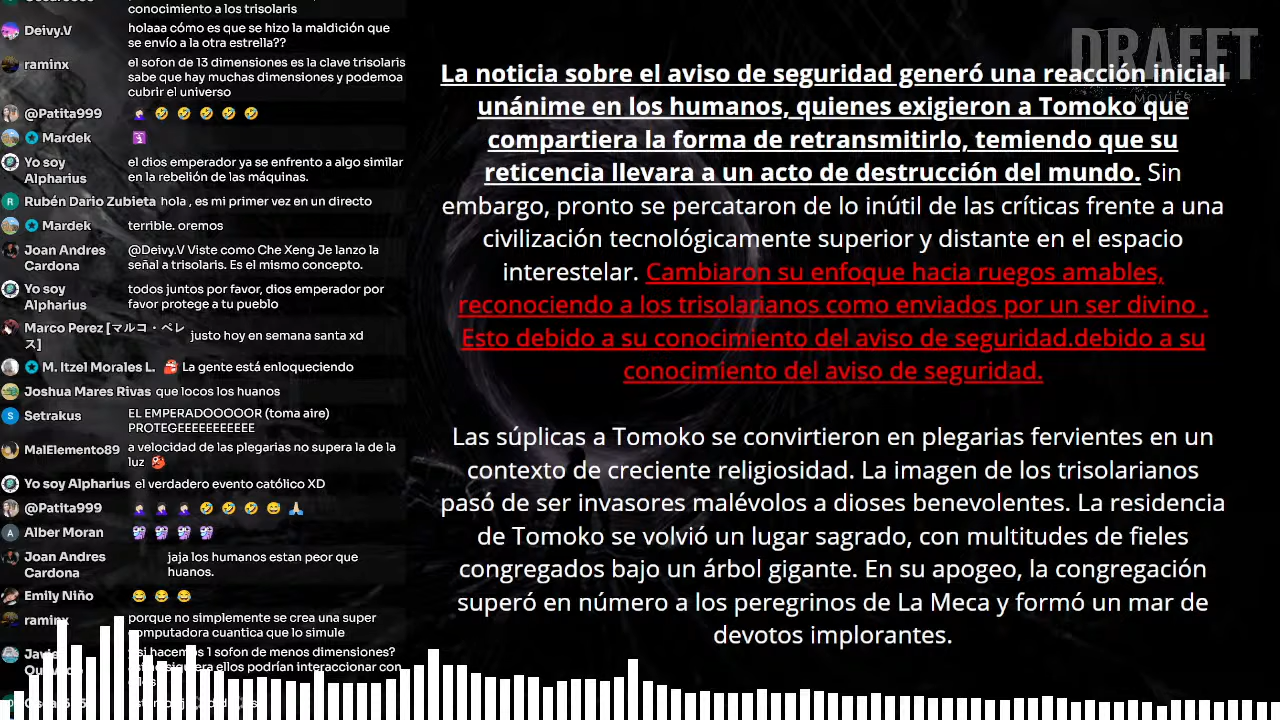 conocimiento a los trisolaris
Deivy.V
holaaa cómo es que se hizo la maldición que
se envío a la otra estrella??
raminx
el sofon de 13 dimensiones es la clave trisolaris
sabe que hay muchas dimensiones y podemoa
cubrir el universo
@Patita999
Mardek
Yo soy
Alpharius
el dios emperador ya se enfrento a algo similar
en la rebelión de las máquinas.
R
Rubén Dario Zubieta hola , es mi primer vez en un directo
Mardek
terrible. oremos
Joan Andres
Cardona
@Deivy.V Viste como Che Xeng Je lanzo la
señal a trisolaris. Es el mismo concepto.
Yo soy
Alpharius
todos juntos por favor, dios emperador por
favor protege a tu pueblo
Marco Perez [マルコ・ペレ
ス]
justo hoy en semana santa xd
M. Itzel Morales L. La gente está enloqueciendo
Joshua Mares Rivas que locos los huanos
S
Setrakus
EL EMPERADOOOOOR (toma aire)
PROTEGEEEEEEEEEEE
MalElemento89
a velocidad de las plegarias no supera la de la
luz
Yo soy Alpharius el verdadero evento católico XD
@Patita999
A
Alber Moran
Joan Andres
Cardona
jaja los humanos estan peor que
huanos.
Emily Niño
raminx
porque no simplemente se crea una super
computadora cuantica que lo simule
si hacemos 1 sofon de menos dimensiones?
ellos podrían interaccionar con
DRAFET
MOVIES
La noticia sobre el aviso de seguridad generó una reacción inicial
unánime en los humanos, quienes exigieron a Tomoko que
compartiera la forma de retransmitirlo, temiendo que su
reticencia llevara a un acto de destrucción del mundo. Sin
embargo, pronto se percataron de lo inútil de las críticas frente a una
civilización tecnológicamente superior y distante en el espacio
interestelar. Cambiaron su enfoque hacia ruegos amables,
reconociendo a los trisolarianos como enviados por un ser divino .
Esto debido a su conocimiento del aviso de seguridad.debido a su
conocimiento del aviso de seguridad.
Las súplicas a Tomoko se convirtieron en plegarias fervientes en un
contexto de creciente religiosidad. La imagen de los trisolarianos
pasó de ser invasores malévolos a dioses benevolentes. La residencia
de Tomoko se volvió un lugar sagrado, con multitudes de fieles
congregados bajo un árbol gigante. En su apogeo, la congregación
superó en número a los peregrinos de La Meca y formó un mar de
devotos implorantes.